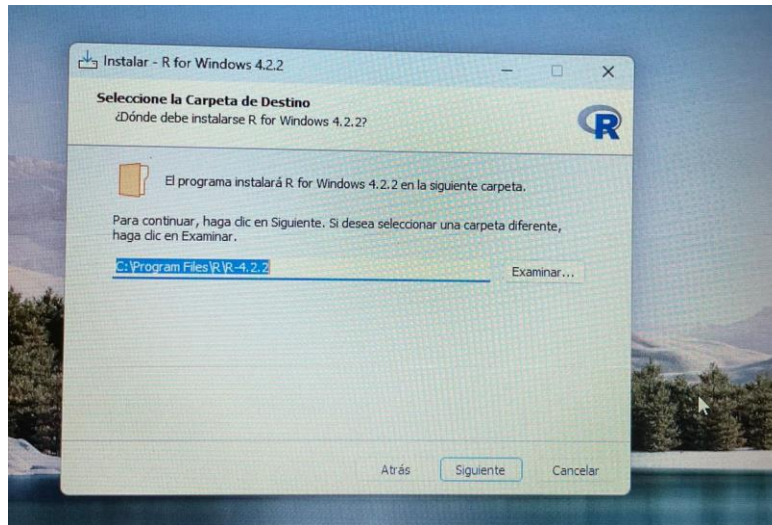 Instalar - R for Windows 4.2.2
Seleccione la Carpeta de Destino
¿Dónde debe instalarse R for Windows 4.2.2?
R
El programa instalará R for Windows 4.2.2 en la siguiente carpeta.
Para continuar, haga clic en Siguiente. Si desea seleccionar una carpeta diferente,
haga clic en Examinar.
C:\Program Files\R\R-4.2.2
Examinar...
Atrás Siguiente Cancelar